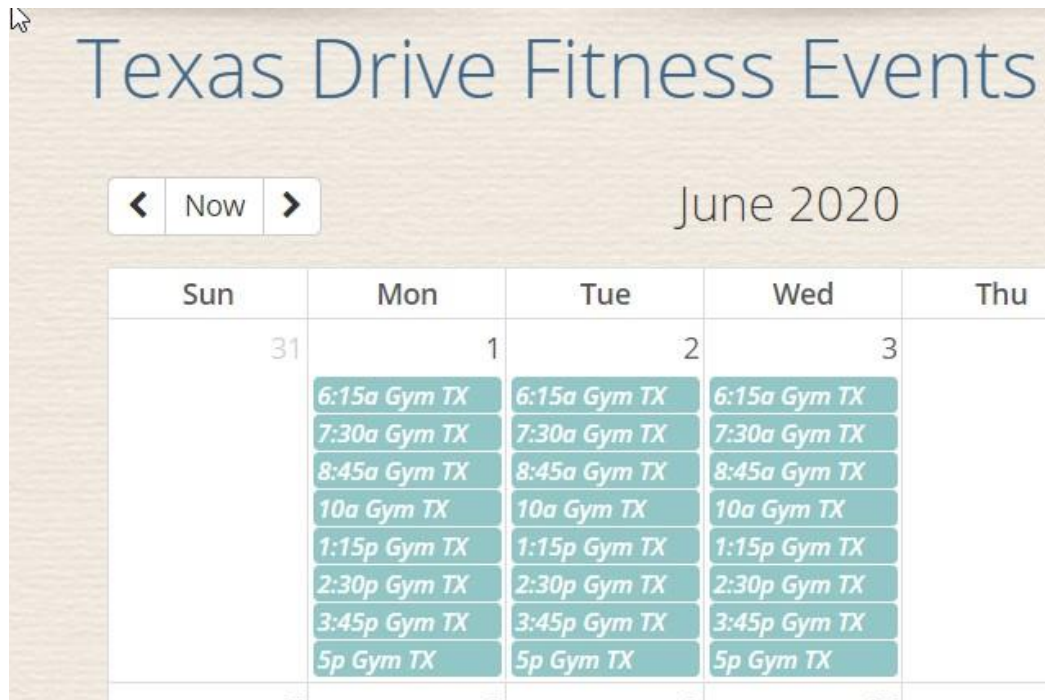 Texas Drive Fitness Events
Now
June 2020
Sun Mon Tue Wed Thu
31 1 2 3
6:15a Gym TX 6:15a Gym TX 6:15a Gym TX
7:30a Gym TX 7:30a Gym TX 7:30a Gym TX
8:45a Gym TX 8:45a Gym TX 8:45a Gym TX
10a Gym TX 10a Gym TX 10a Gym TX
1:15p Gym TX 1:15p Gym TX 1:15p Gym TX
2:30p Gym TX 2:30p Gym TX 2:30p Gym TX
3:45p Gym TX 3:45p Gym TX 3:45p Gym TX
5p Gym TX 5p Gym TX 5p Gym TX